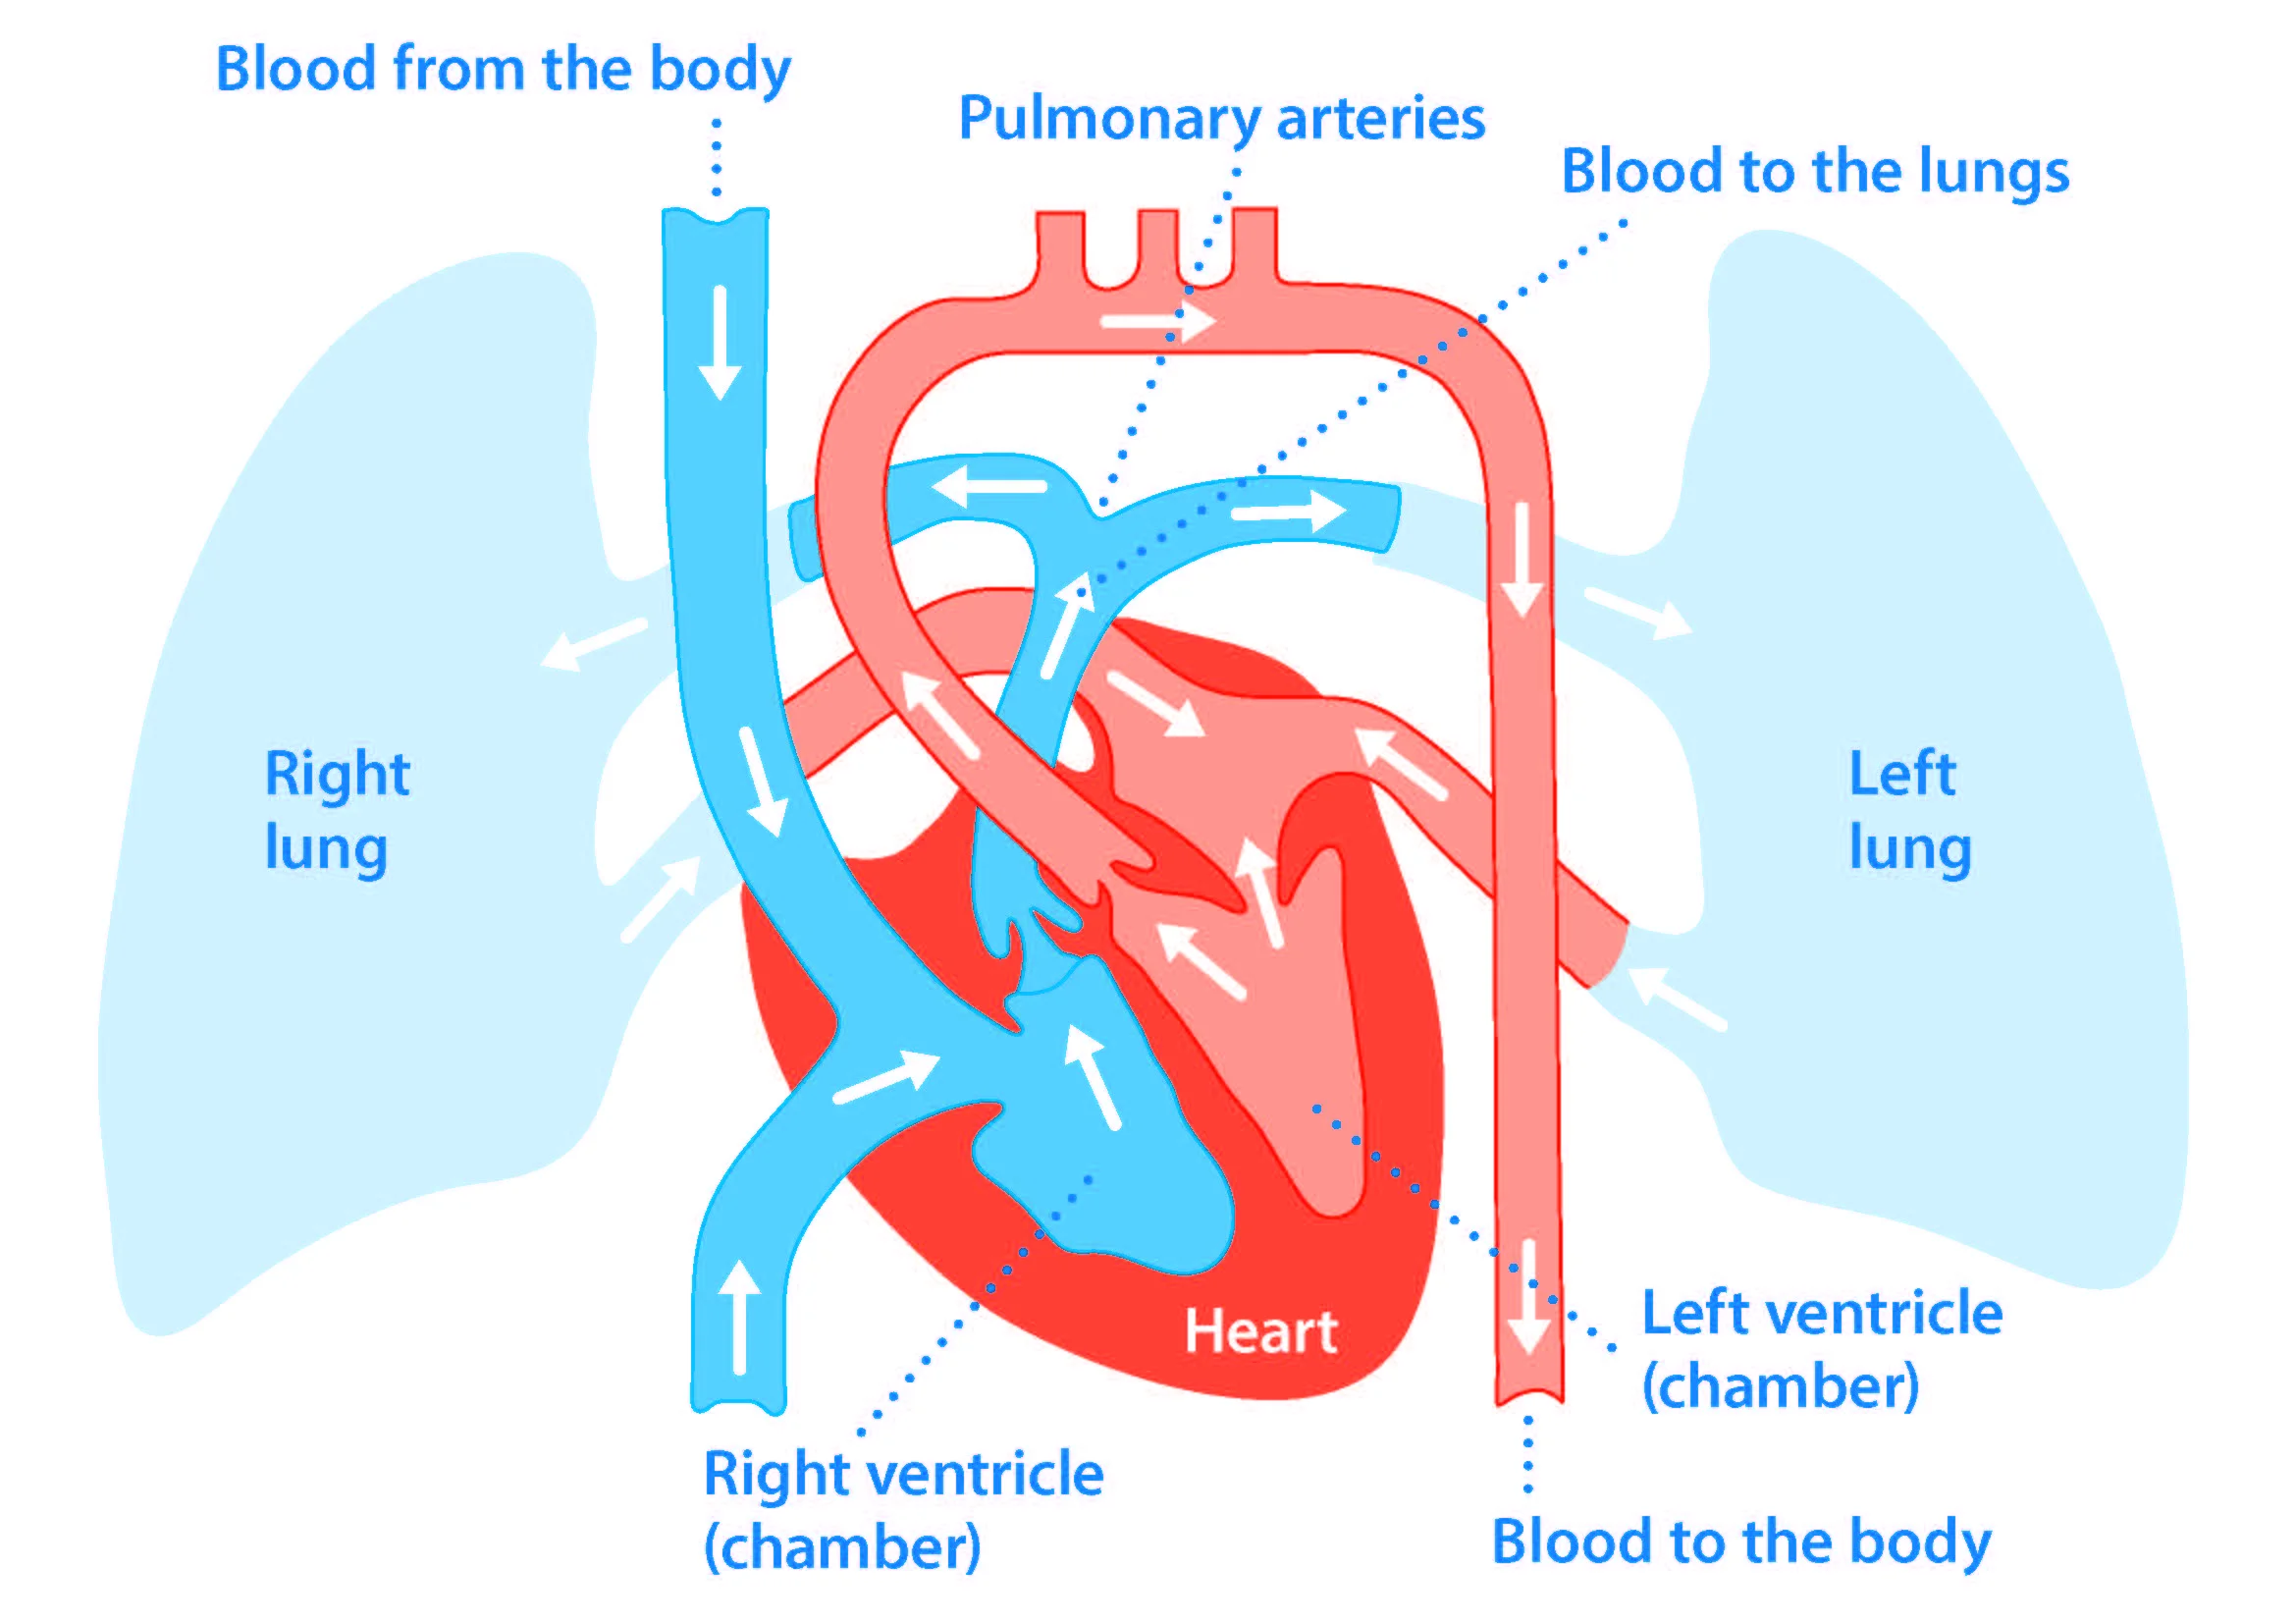 Blood from the body
Pulmonary arteries
Blood to the lungs
Right
lung
Left
lung
Heart
Left ventricle
(chamber)
Right ventricle
(chamber)
Blood to the body